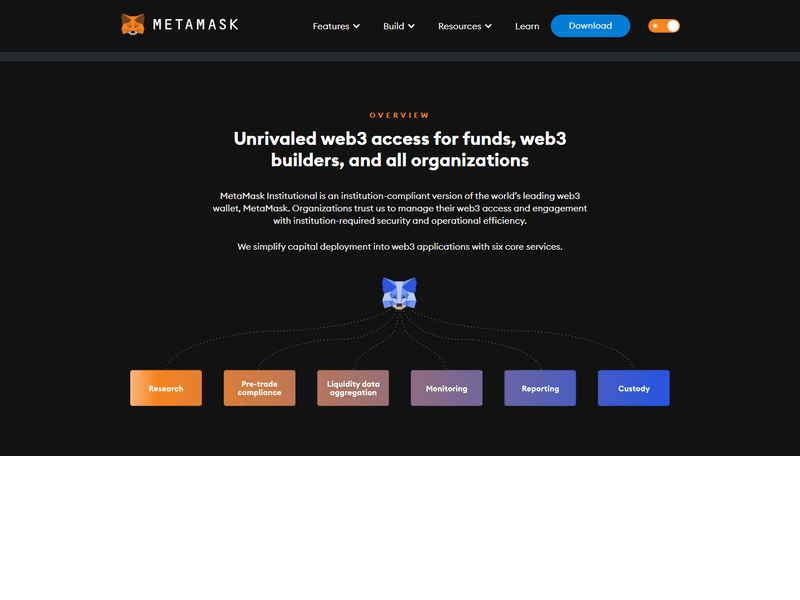 METAMASK
Features
Build
Resources
Learn
Download
OVERVIEW
Unrivaled web3 access for funds, web3
builders, and all organizations
MetaMask Institutional is an institution-compliant version of the world's leading web3
wallet, MetaMask. Organizations trust us to manage their web3 access and engagement
with institution-required security and operational efficiency.
We simplify capital deployment into web3 applications with six core services.
Research
Pre-trade
compliance
Liquidity data
aggregation
Monitoring
Reporting
Custody